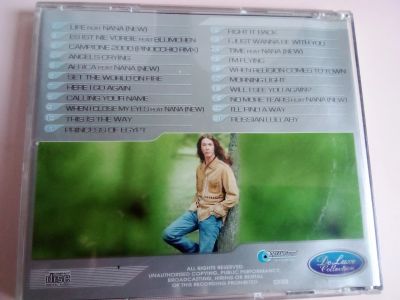 LIFE FEAT NANA (NEW)
ES IST NIE VORBIE FEAT BLÜMCHEN
CAMPIONE 2000 (PINOCCHIO RMX)
ANGELS CRYING
AFRICA FEAT NANA (NEW)
SET THE WORLD ON FIRE
HERE I GO AGAIN
CALLING YOUR NAME
WHEN I CLOSE MY EYES FEAT NANA (NEW)
THIS IS THE WAY
PRINCESS OF EGYPT
FIGHT IT BACK
I JUST WANNA BE WITH YOU
TIME FEAT NANA (NEW)
I'M FLYING
WHEN RELIGION COMES TO TOWN
MORNING LIGHT
WILL I SEE YOU AGAIN?
NO MORE TEARS FEAT NANA (NEW)
I'LL FIND A WAY
RUSSIAN LULLABY
DISC
ALL RIGHTS RESERVED
UNAUTHORISED COPYING, PUBLIC PERFORMANCE,
BROADCASTING, HIRING OR RENTAL
OF THIS RECORDING PROHIBITED
De Luxe
Collection